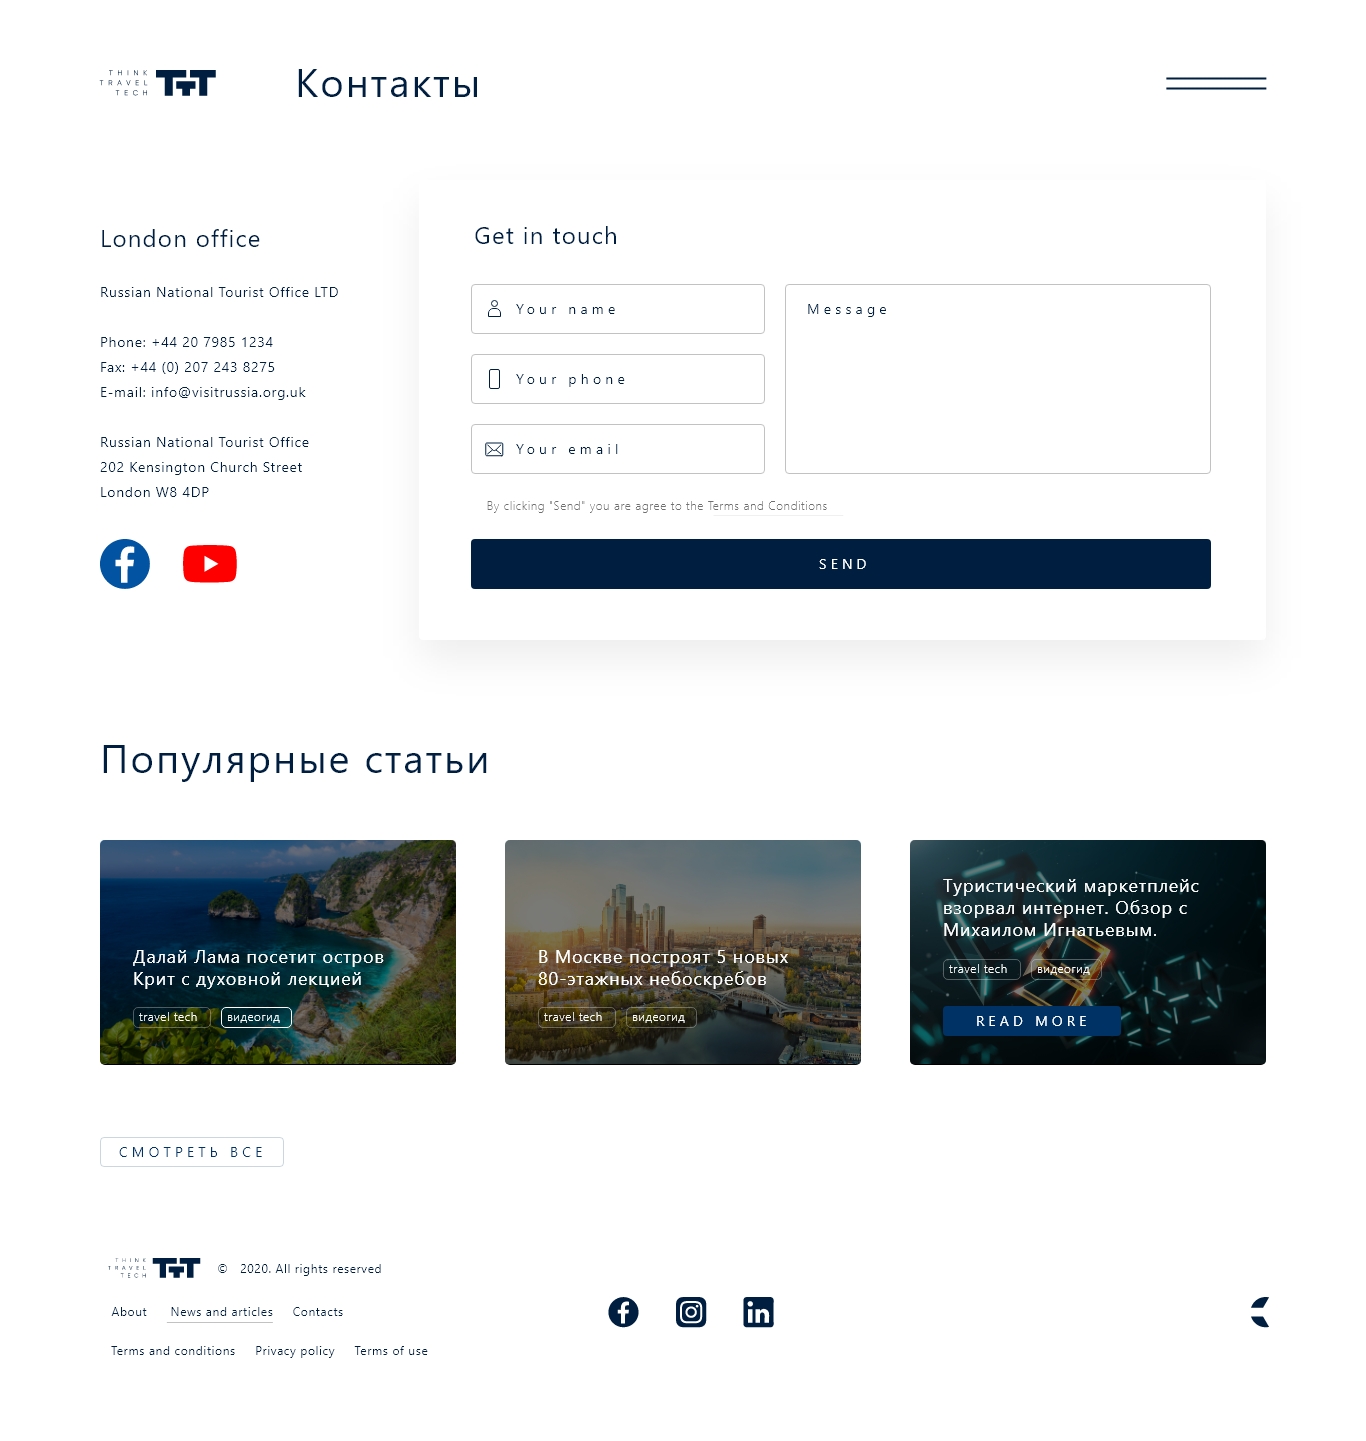 THINK
TRAVEL
TECH
TTT
Контакты
London office
Russian National Tourist Office LTD
Phone: +44 20 7985 1234
Fax: +44 (0) 207 243 8275
E-mail: info@visitrussia.org.uk
Russian National Tourist Office
202 Kensington Church Street
London W8 4DP
Get in touch
Your name
Your phone
Your email
Message
By clicking "Send" you are agree to the Terms and Conditions
SEND
Популярные статьи
Далай Лама посетит остров
Крит с духовной лекцией
travel tech видеогид
В Москве построят 5 новых
80-этажных небоскребов
travel tech видеогид
Туристический маркетплейс
взорвал интернет. Обзор с
Михаилом Игнатьевым.
travel tech видеогид
READ MORE
СМОТРЕТЬ ВСЕ
THINK
TRAVEL
TECH
TTT
© 2020. All rights reserved
About News and articles Contacts
Terms and conditions Privacy policy Terms of use